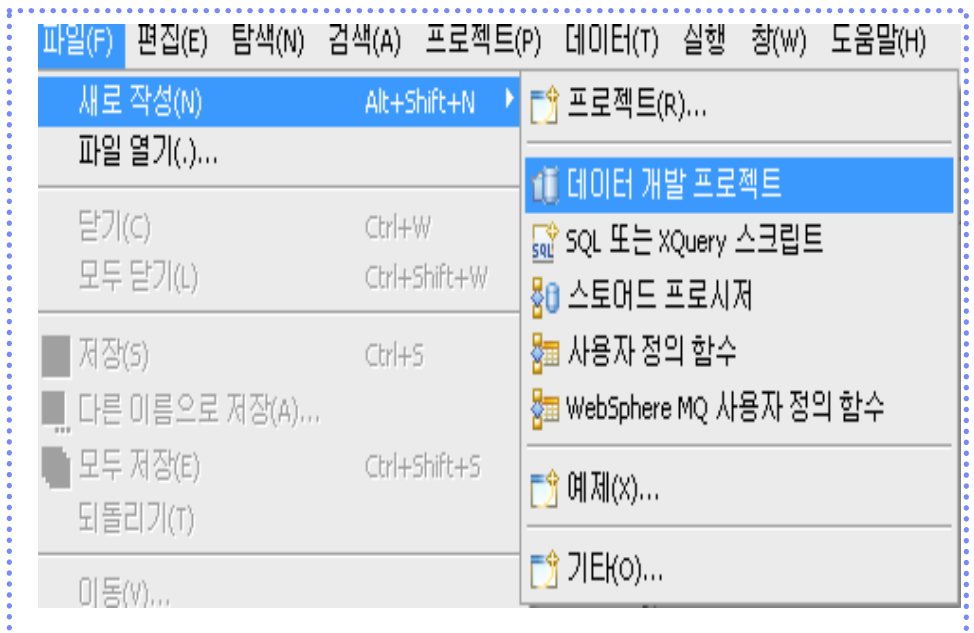 파일(F) 편집(E) 탐색(N) 검색(A) 프로젝트(P) 데이터(T) 실행 창(W) 도움말(H)
새로 작성(N) Alt+Shift+N
파일 열기(.)...
닫기(C) Ctrl+W
모두 닫기(L) Ctrl+Shift+W
저장(S) Ctrl+S
다른 이름으로 저장(A)...
모두 저장(E) Ctrl+Shift+S
되돌리기(T)
이동(V)...
프로젝트(R)...
데이터 개발 프로젝트
SQL 또는 XQuery 스크립트
스토어드 프로시저
사용자 정의 함수
WebSphere MQ 사용자 정의 함수
예제(X)...
기타(O)...